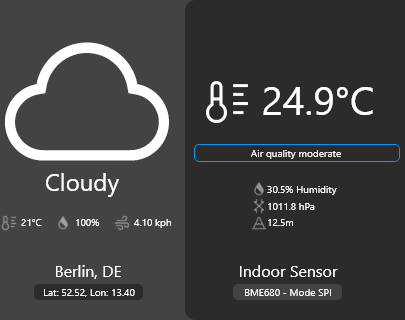 Cloudy
21°C 100% 4.10 kph
Berlin, DE
Lat: 52.52, Lon: 13.40
24.9°C
Air quality moderate
30.5% Humidity
1011.8 hPa
12.5m
Indoor Sensor
BME680 - Mode SPI